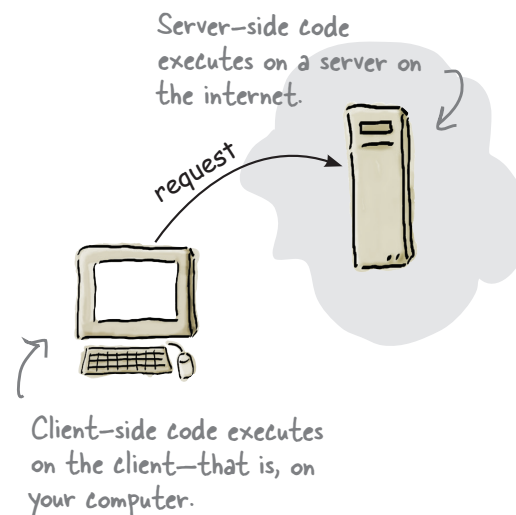 Server-side code
executes on a server on
the internet.
request
Client-side code executes
on the client—that is, on
your computer.